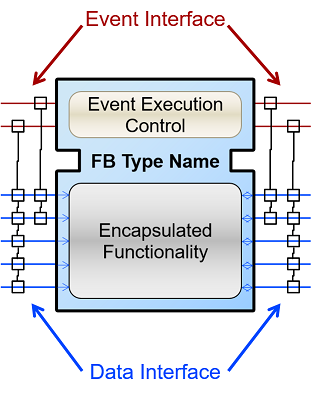 Event Interface
Event Execution
Control
FB Type Name
Encapsulated
Functionality
Data Interface